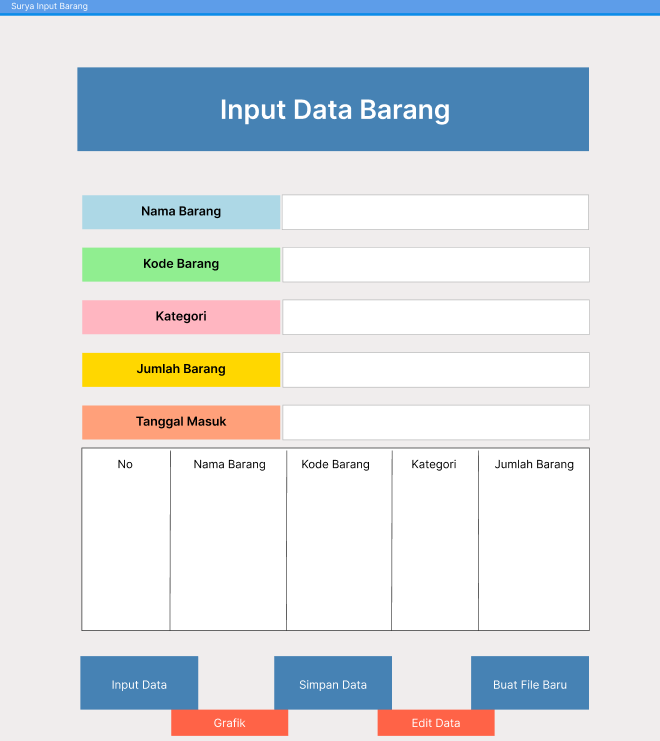 Surya Input Barang
Input Data Barang
Nama Barang
Kode Barang
Kategori
Jumlah Barang
Tanggal Masuk
No Nama Barang Kode Barang Kategori Jumlah Barang
Input Data Simpan Data Buat File Baru
Grafik Edit Data